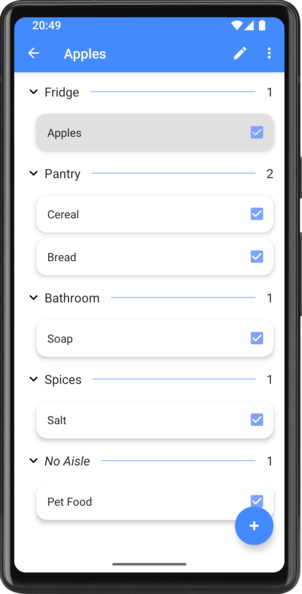 20:49
Apples
Fridge 1
Apples
Pantry 2
Cereal
Bread
Bathroom 1
Soap
Spices 1
Salt
No Aisle 1
Pet Food